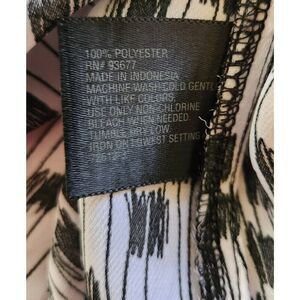 100% POLYESTER
RN# 93677
MADE IN INDONESIA
MACHINE WASH COLD GENTL
WITH LIKE COLORS.
USE ONLY NON-CHLORINE
BLEACH WHEN NEEDED.
TUMBLE DRY LOW.
IRON ON LOWEST SETTING